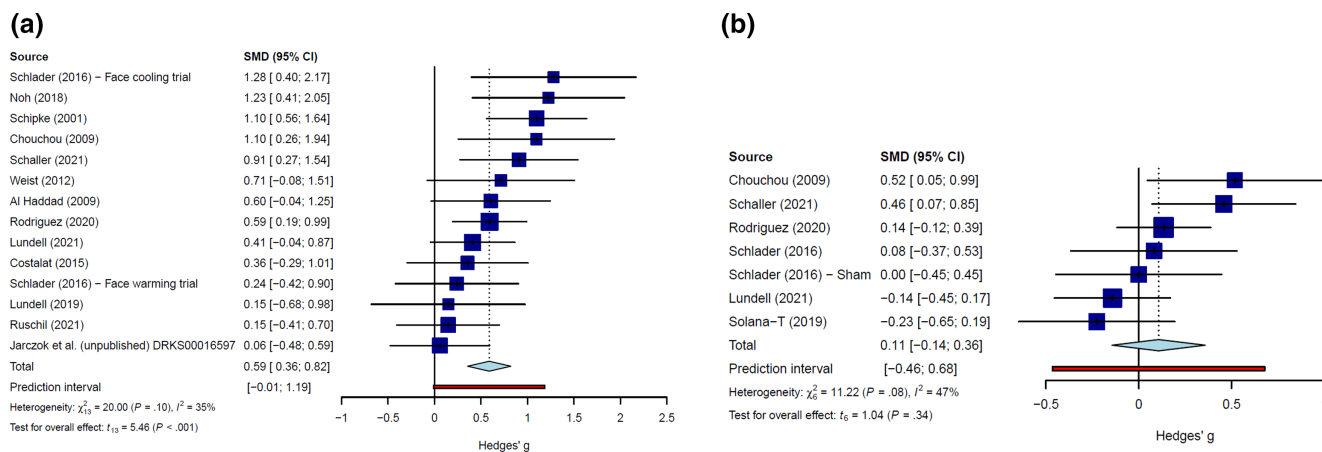 (a)
Source SMD (95% CI)
Schlader (2016) − Face cooling trial 1.28 [ 0.40; 2.17]
Noh (2018) 1.23 [ 0.41; 2.05]
Schipke (2001) 1.10 [ 0.56; 1.64]
Chouchou (2009) 1.10 [ 0.26; 1.94]
Schaller (2021) 0.91 [ 0.27; 1.54]
Weist (2012) 0.71 [−0.08; 1.51]
Al Haddad (2009) 0.60 [−0.04; 1.25]
Rodriguez (2020) 0.59 [ 0.19; 0.99]
Lundell (2021) 0.41 [−0.04; 0.87]
Costalat (2015) 0.36 [−0.29; 1.01]
Schlader (2016) − Face warming trial 0.24 [−0.42; 0.90]
Lundell (2019) 0.15 [−0.68; 0.98]
Ruschil (2021) 0.15 [−0.41; 0.70]
Jarczok et al. (unpublished) DRKS00016597 0.06 [−0.48; 0.59]
Total 0.59 [ 0.36; 0.82]
Prediction interval [−0.01; 1.19]
Heterogeneity: χ²₁₃ = 20.00 (P = .10), I² = 35%
Test for overall effect: t₁₃ = 5.46 (P < .001)
−1 −0.5 0 0.5 1 1.5 2 2.5
Hedges' g
(b)
Source SMD (95% CI)
Chouchou (2009) 0.52 [ 0.05; 0.99]
Schaller (2021) 0.46 [ 0.07; 0.85]
Rodriguez (2020) 0.14 [−0.12; 0.39]
Schlader (2016) 0.08 [−0.37; 0.53]
Schlader (2016) − Sham 0.00 [−0.45; 0.45]
Lundell (2021) −0.14 [−0.45; 0.17]
Solana−T (2019) −0.23 [−0.65; 0.19]
Total 0.11 [−0.14; 0.36]
Prediction interval [−0.46; 0.68]
Heterogeneity: χ²₆ = 11.22 (P = .08), I² = 47%
Test for overall effect: t₆ = 1.04 (P = .34)
−0.5 0 0.5
Hedges' g